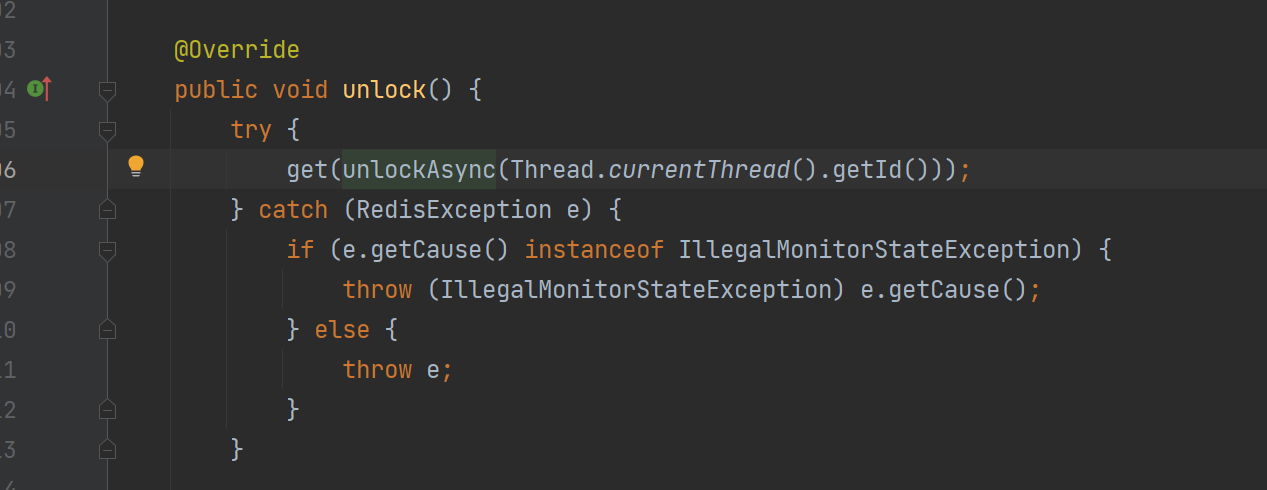 02
03 @Override
04 public void unlock() {
05 try {
06 get(unlockAsync(Thread.currentThread().getId()));
07 } catch (RedisException e) {
08 if (e.getCause() instanceof IllegalMonitorStateException) {
09 throw (IllegalMonitorStateException) e.getCause();
10 } else {
11 throw e;
12 }
13 }